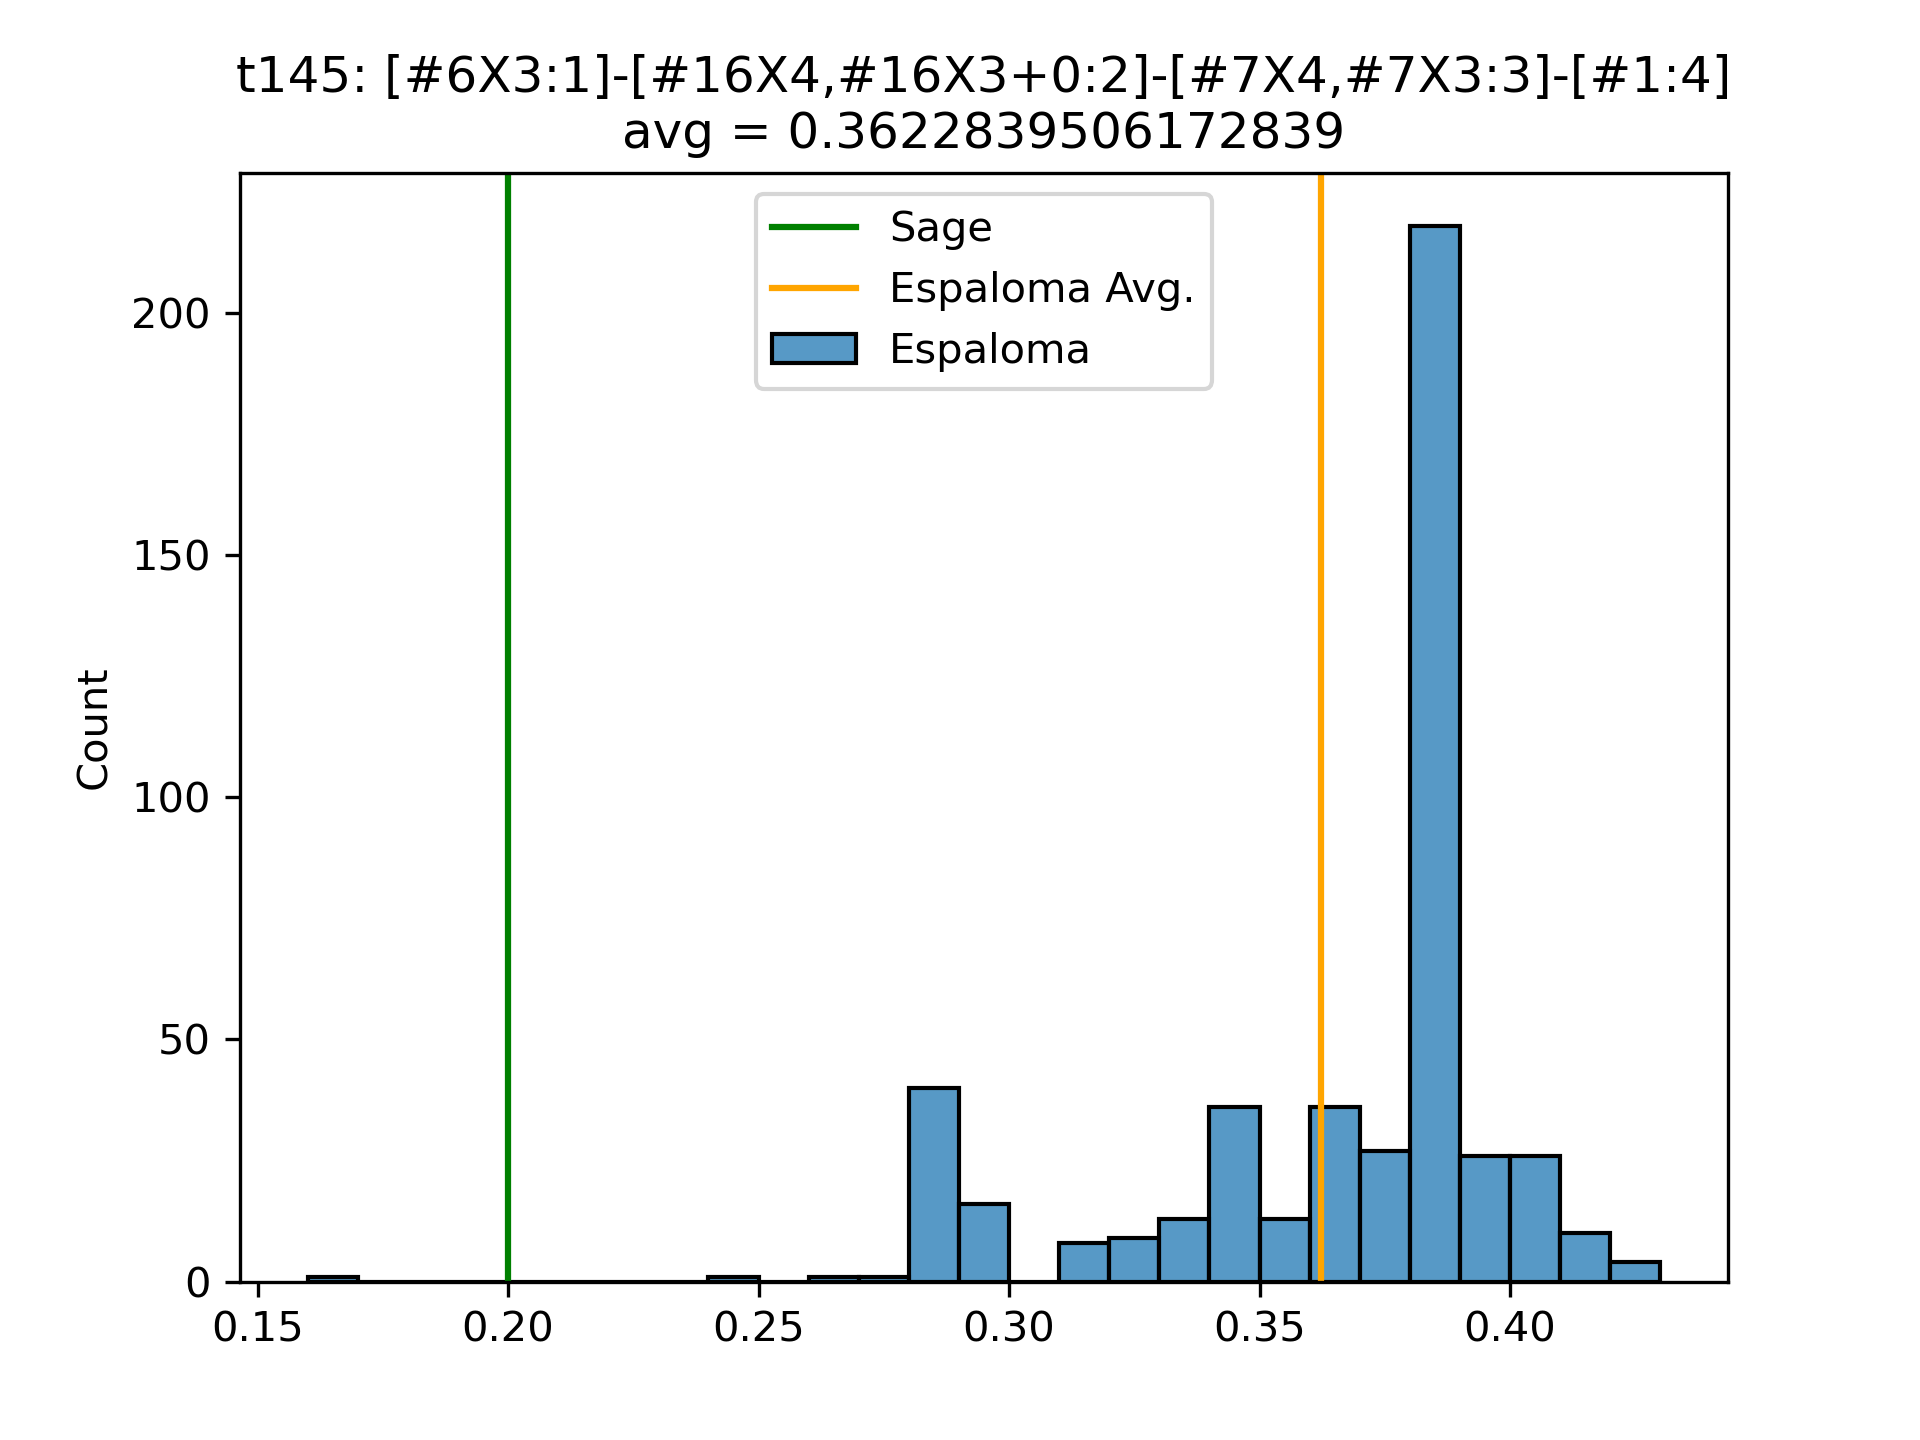 t145: [#6X3:1]-[#16X4,#16X3+0:2]-[#7X4,#7X3:3]-[#1:4]
avg = 0.3622839506172839
Sage
Espaloma Avg.
Espaloma
Count
200
150
100
50
0
0.15 0.20 0.25 0.30 0.35 0.40